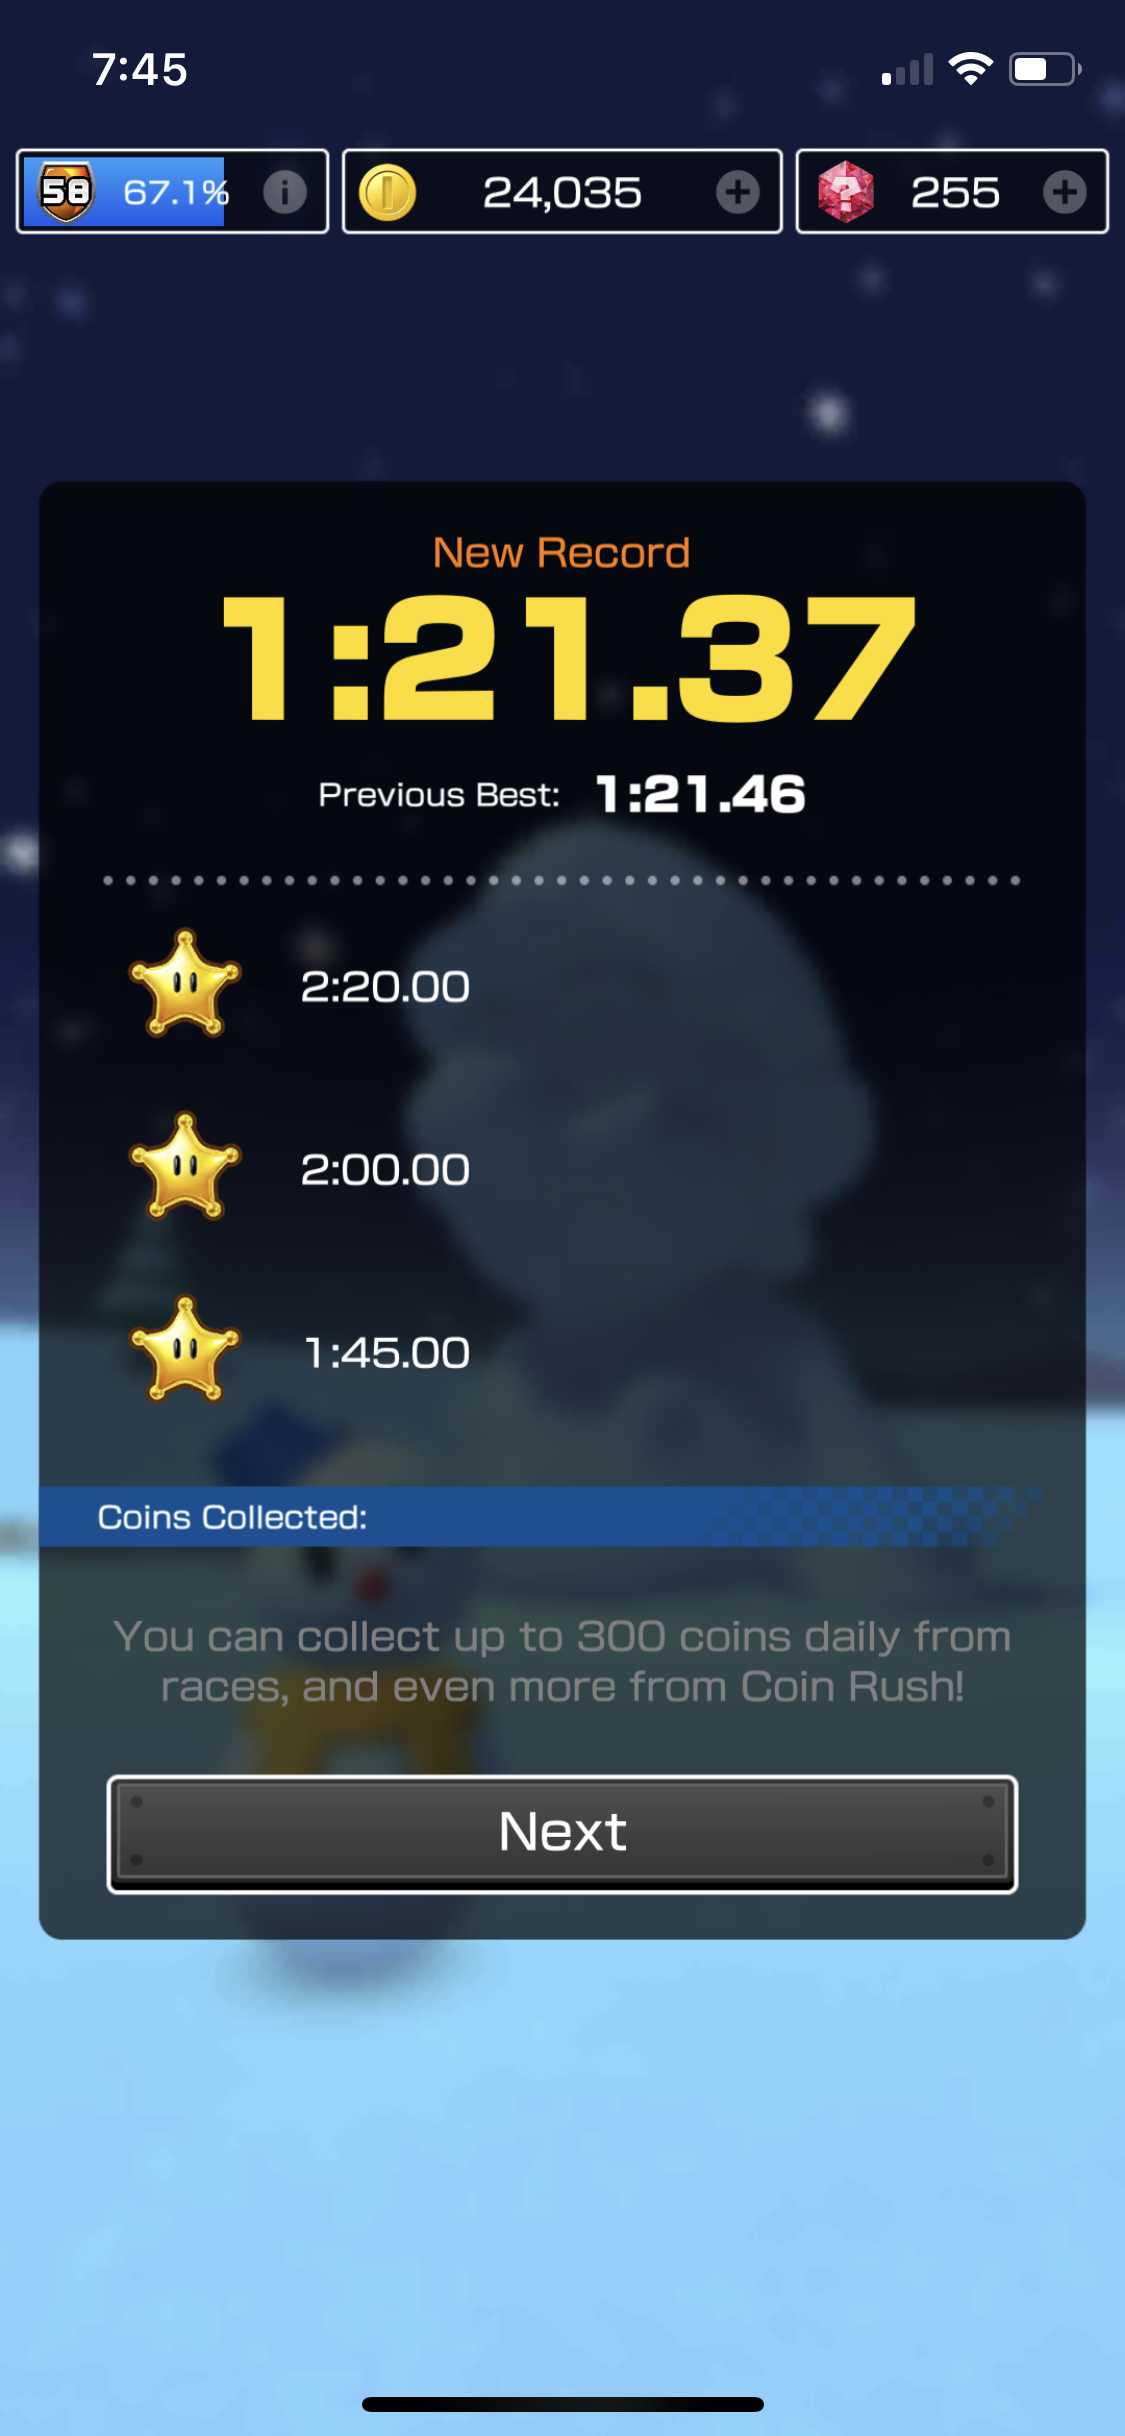 7:45
58 67.1% i 24,035 + ? 255 +
New Record
1:21.37
Previous Best: 1:21.46
2:20.00
2:00.00
1:45.00
Coins Collected:
You can collect up to 300 coins daily from
races, and even more from Coin Rush!
Next